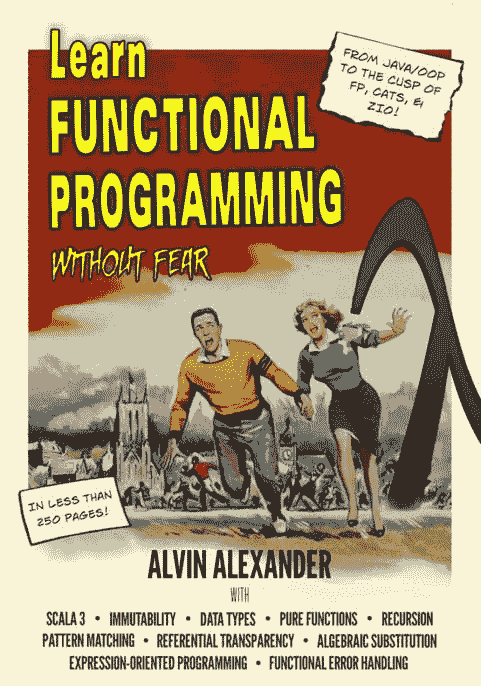 Learn
FUNCTIONAL
PROGRAMMING
WITHOUT FEAR
FROM JAVA/OOP
TO THE CUSP OF
FP, CATS, &
ZIO!
IN LESS THAN
250 PAGES!
ALVIN ALEXANDER
WITH
SCALA 3 • IMMUTABILITY • DATA TYPES • PURE FUNCTIONS • RECURSION
PATTERN MATCHING • REFERENTIAL TRANSPARENCY • ALGEBRAIC SUBSTITUTION
EXPRESSION-ORIENTED PROGRAMMING • FUNCTIONAL ERROR HANDLING